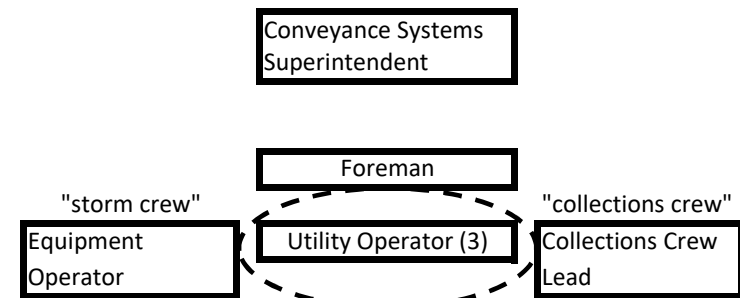 Conveyance Systems
Superintendent
Foreman
"storm crew"
"collections crew"
Equipment
Operator
Utility Operator (3)
Collections Crew
Lead